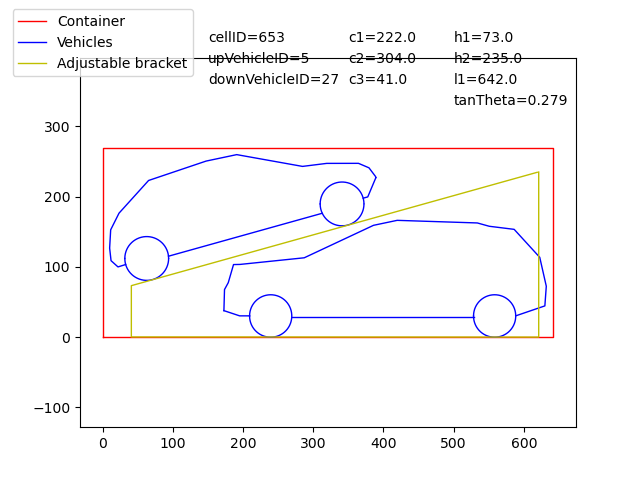 Container
Vehicles
Adjustable bracket
cellID=653 c1=222.0 h1=73.0
upVehicleID=5 c2=304.0 h2=235.0
downVehicleID=27 c3=41.0 l1=642.0
tanTheta=0.279
300
200
100
0
−100
0 100 200 300 400 500 600